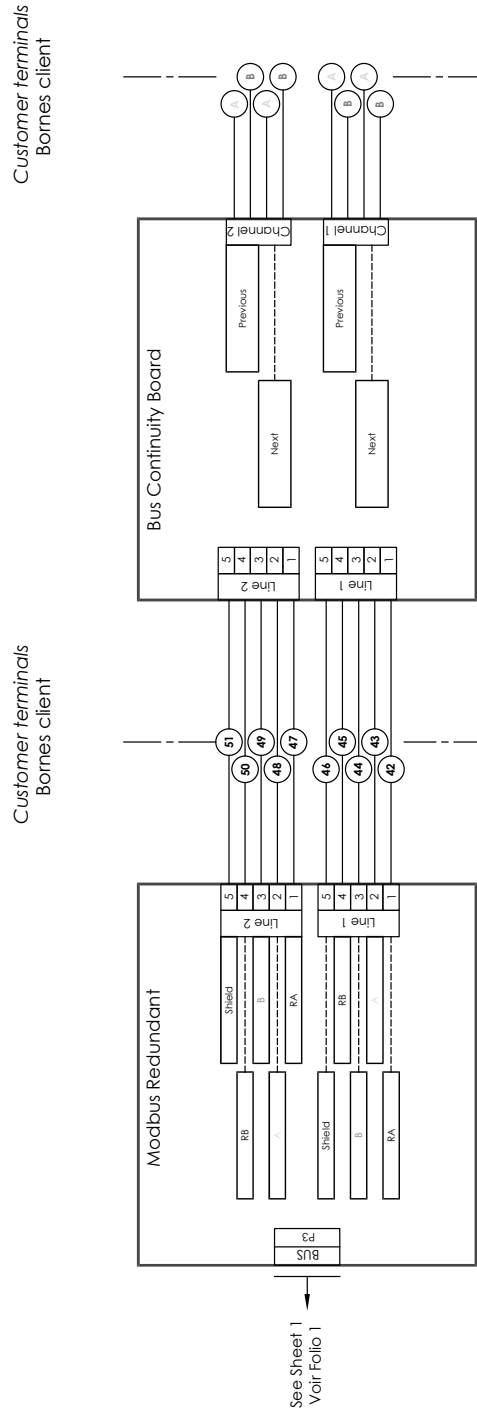 Customer terminals
Bornes client
A
B
A
B
A
B
A
B
Channel 2
Channel 1
Previous
Previous
Next
Next
Bus Continuity Board
5
4
3
2
1
Line 2
5
4
3
2
1
Line 1
Customer terminals
Bornes client
51
50
49
48
47
46
45
44
43
42
Modbus Redundant
5
4
3
2
1
Line 2
5
4
3
2
1
Line 1
Shield
RB
B
A
RA
Shield
RB
B
A
RA
P3
BUS
See Sheet 1
Voir Folio 1